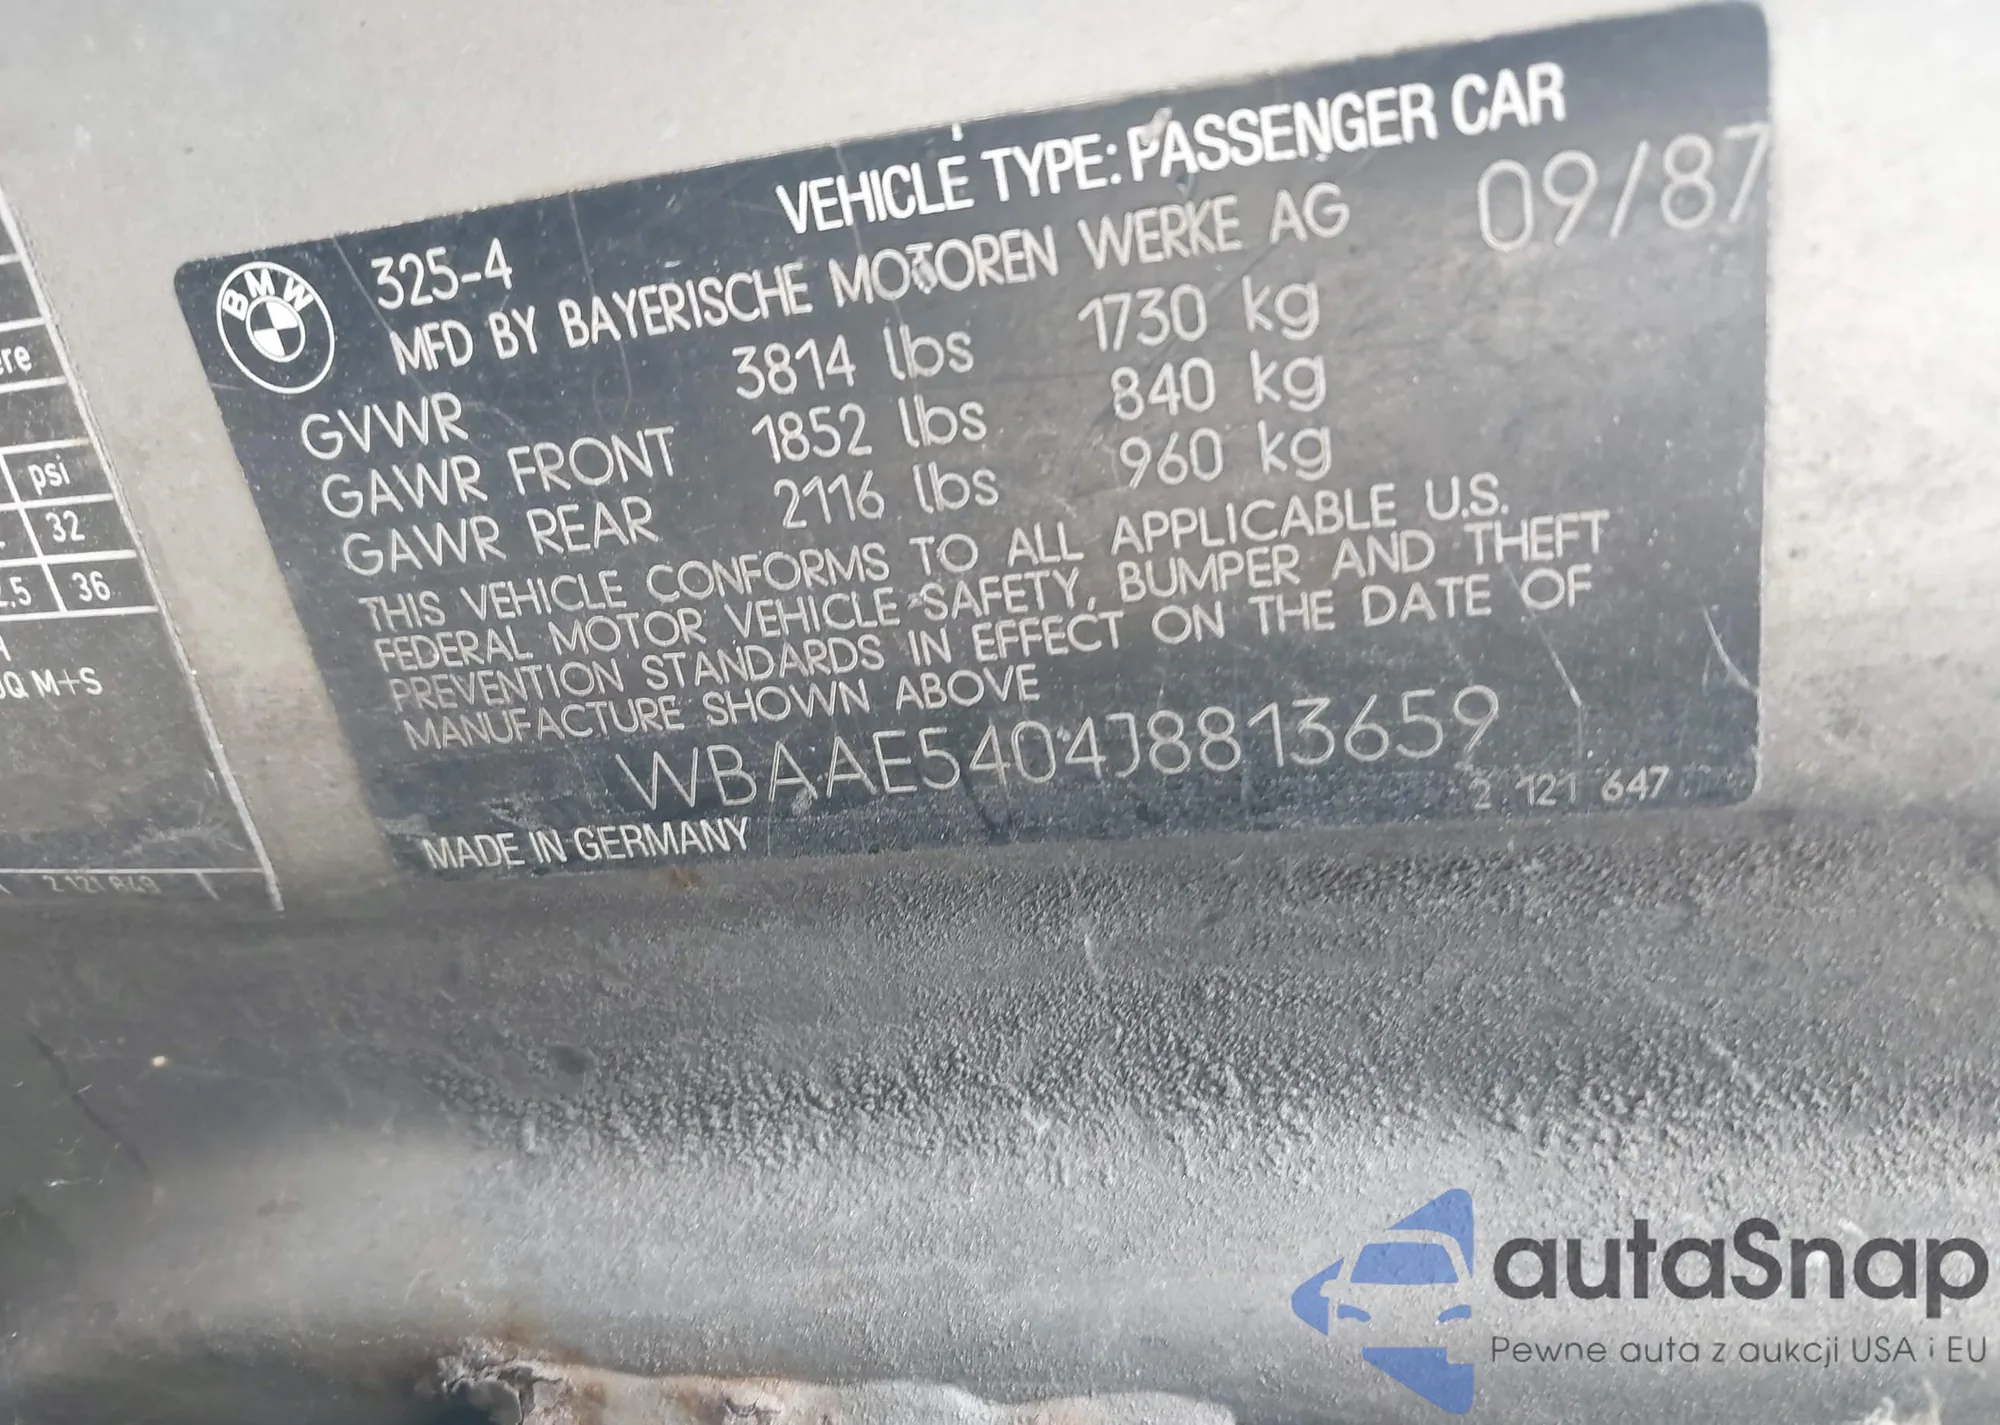 VEHICLE TYPE: PASSENGER CAR
09/87
BMW
325-4
MFD BY BAYERISCHE MOTOREN WERKE AG
GVWR 3814 lbs 1730 kg
GAWR FRONT 1852 lbs 840 kg
GAWR REAR 2116 lbs 960 kg
THIS VEHICLE CONFORMS TO ALL APPLICABLE U.S.
FEDERAL MOTOR VEHICLE SAFETY, BUMPER AND THEFT
PREVENTION STANDARDS IN EFFECT ON THE DATE OF
MANUFACTURE SHOWN ABOVE
WBAAE5404J8813659
2 121 647
MADE IN GERMANY
psi
32
36
M+S
2 121 849
autaSnap
Pewne auta z aukcji USA i EU